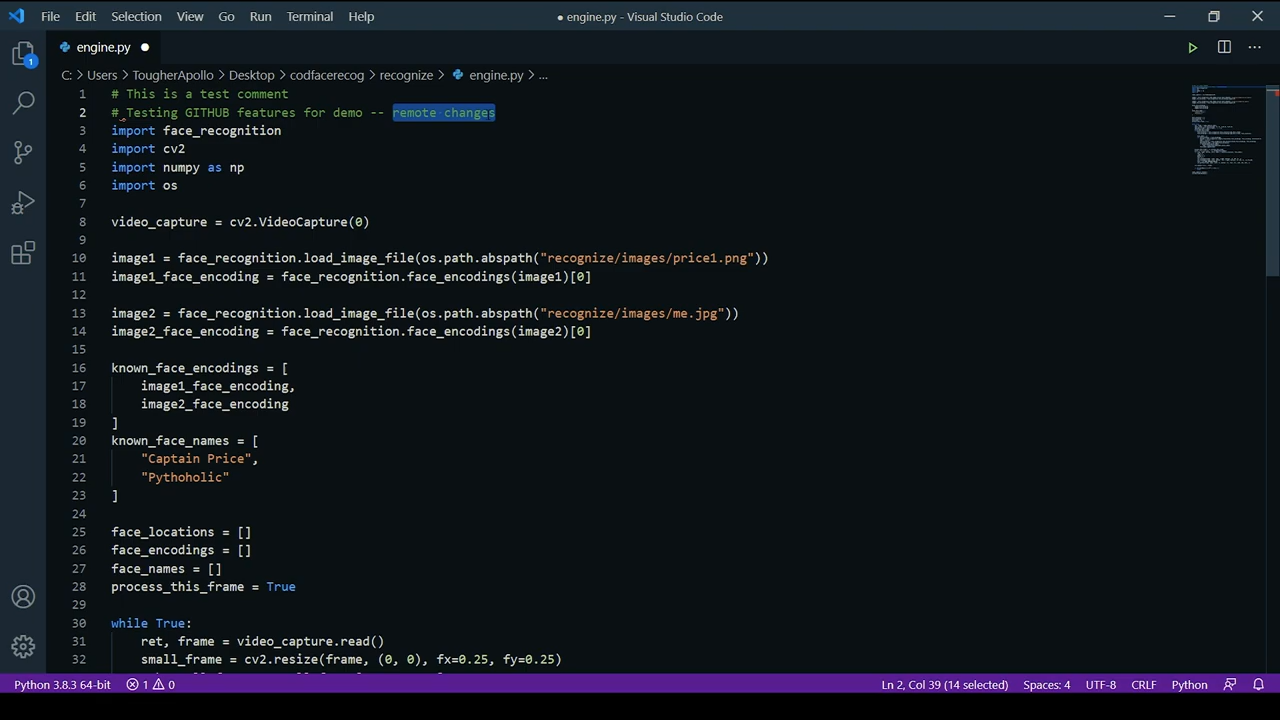 File Edit Selection View Go Run Terminal Help
● engine.py - Visual Studio Code
engine.py
C: > Users > TougherApollo > Desktop > codfacerecog > recognize > engine.py > ...
1
1 # This is a test comment
2 # Testing GITHUB features for demo -- remote changes
3 import face_recognition
4 import cv2
5 import numpy as np
6 import os
7
8 video_capture = cv2.VideoCapture(0)
9
10 image1 = face_recognition.load_image_file(os.path.abspath("recognize/images/price1.png"))
11 image1_face_encoding = face_recognition.face_encodings(image1)[0]
12
13 image2 = face_recognition.load_image_file(os.path.abspath("recognize/images/me.jpg"))
14 image2_face_encoding = face_recognition.face_encodings(image2)[0]
15
16 known_face_encodings = [
17     image1_face_encoding,
18     image2_face_encoding
19 ]
20 known_face_names = [
21     "Captain Price",
22     "Pythoholic"
23 ]
24
25 face_locations = []
26 face_encodings = []
27 face_names = []
28 process_this_frame = True
29
30 while True:
31     ret, frame = video_capture.read()
32     small_frame = cv2.resize(frame, (0, 0), fx=0.25, fy=0.25)
Python 3.8.3 64-bit 1 0 Ln 2, Col 39 (14 selected) Spaces: 4 UTF-8 CRLF Python